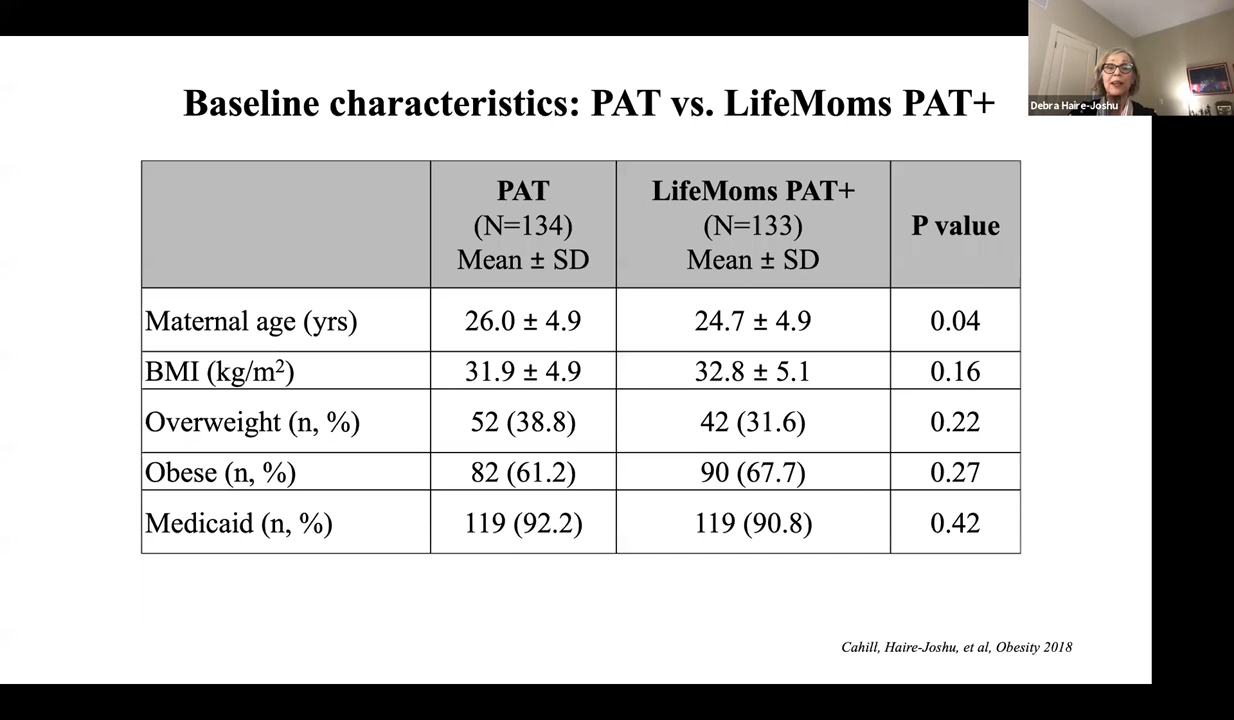 Debra Haire-Joshu
Baseline characteristics: PAT vs. LifeMoms PAT+
PAT
(N=134)
Mean ± SD
LifeMoms PAT+
(N=133)
Mean ± SD
P value
Maternal age (yrs) 26.0 ± 4.9 24.7 ± 4.9 0.04
BMI (kg/m²) 31.9 ± 4.9 32.8 ± 5.1 0.16
Overweight (n, %) 52 (38.8) 42 (31.6) 0.22
Obese (n, %) 82 (61.2) 90 (67.7) 0.27
Medicaid (n, %) 119 (92.2) 119 (90.8) 0.42
Cahill, Haire-Joshu, et al, Obesity 2018